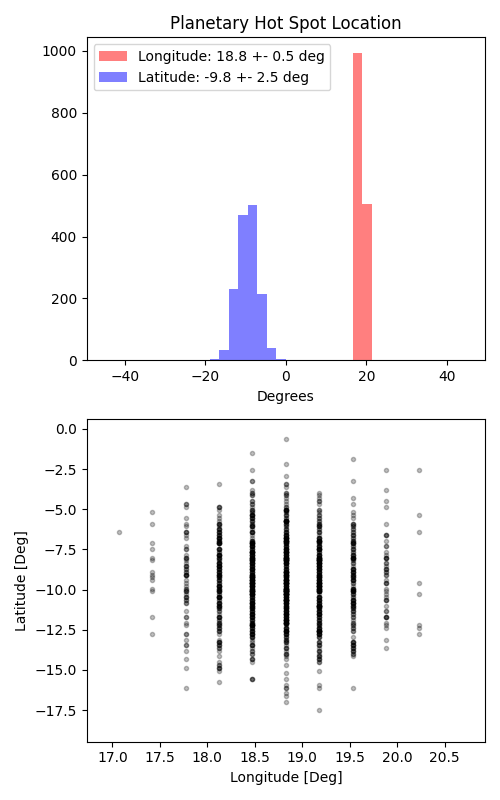 Planetary Hot Spot Location
1000
800
600
400
200
0
Longitude: 18.8 +- 0.5 deg
Latitude: -9.8 +- 2.5 deg
−40 −20 0 20 40
Degrees
0.0
−2.5
−5.0
−7.5
−10.0
−12.5
−15.0
−17.5
Latitude [Deg]
17.0 17.5 18.0 18.5 19.0 19.5 20.0 20.5
Longitude [Deg]